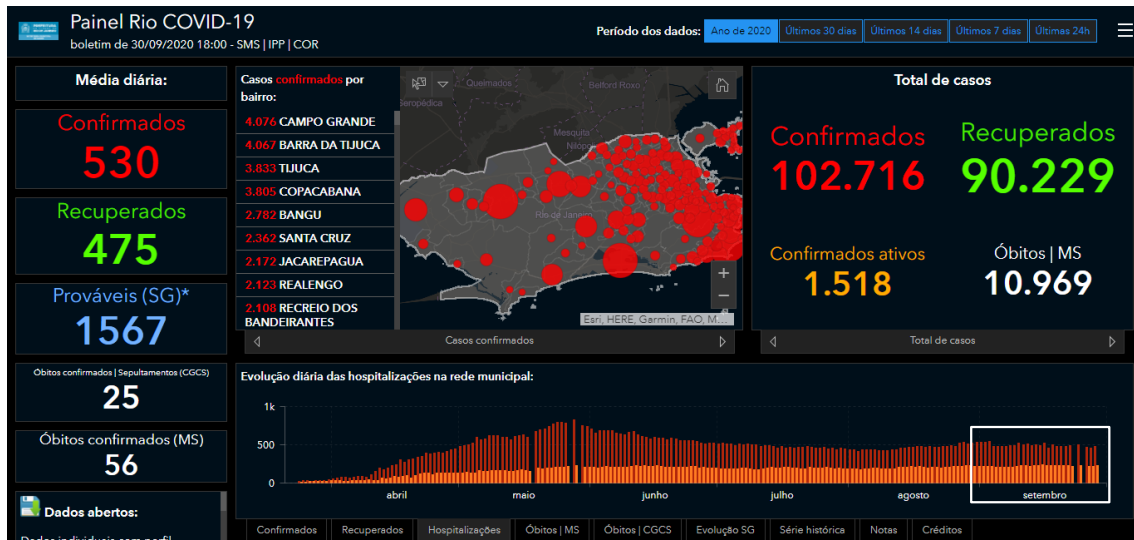 Painel Rio COVID-19
boletim de 30/09/2020 18:00 - SMS | IPP | COR
Período dos dados:
Ano de 2020
Últimos 30 dias
Últimos 14 dias
Últimos 7 dias
Últimas 24h
Média diária:
Confirmados
530
Recuperados
475
Prováveis (SG)*
1567
Óbitos confirmados | Sepultamentos (CGCS)
25
Óbitos confirmados (MS)
56
Dados abertos:
Casos confirmados por
bairro:
4.076 CAMPO GRANDE
4.067 BARRA DA TIJUCA
3.833 TIJUCA
3.805 COPACABANA
2.782 BANGU
2.362 SANTA CRUZ
2.172 JACAREPAGUA
2.123 REALENGO
2.108 RECREIO DOS
BANDEIRANTES
Queimados
Belford Roxo
Seropédica
Mesquita
Rio de Janeiro
+
−
Esri, HERE, Garmin, FAO, M...
Casos confirmados
Total de casos
Confirmados
102.716
Recuperados
90.229
Confirmados ativos
1.518
Óbitos | MS
10.969
Total de casos
Evolução diária das hospitalizações na rede municipal:
1k
500
0
abril
maio
junho
julho
agosto
setembro
Confirmados
Recuperados
Hospitalizações
Óbitos | MS
Óbitos | CGCS
Evolução SG
Série histórica
Notas
Créditos